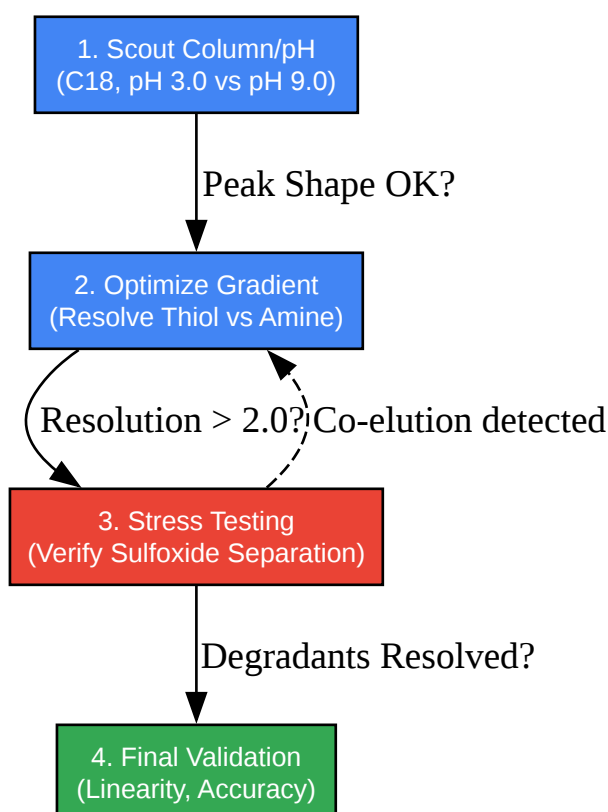 1. Scout Column/pH
(C18, pH 3.0 vs pH 9.0)
Peak Shape OK?
2. Optimize Gradient
(Resolve Thiol vs Amine)
Resolution > 2.0?
Co-elution detected
3. Stress Testing
(Verify Sulfoxide Separation)
Degradants Resolved?
4. Final Validation
(Linearity, Accuracy)